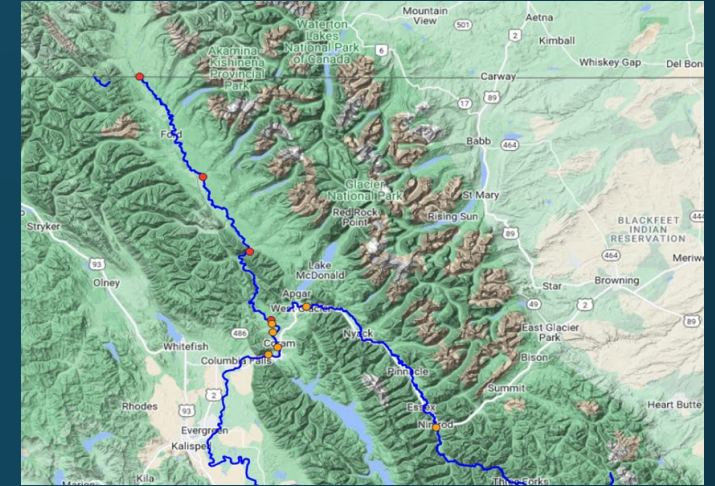 Mountain
View
Aetna
Waterton
Lakes
National Park
of Canada
501
2
Kimball
6
Akamina
Kishinena
Provincial
Park
Whiskey Gap
Del Bon
Carway
17
89
Ford
Babb
464
Glacier
National Park
St Mary
Red Rock
Point
Rising Sun
BLACKFEET
INDIAN
RESERVATION
Stryker
89
464
Meriw
93
Lake
McDonald
Olney
Star
Browning
Apgar
West Glacier
49
2
89
486
Nyack
East Glacier
Park
Whitefish
Coram
Bison
Columbia Falls
Pinnacle
Summit
2
Rhodes
93
Essex
Heart Butte
Nimrod
Evergreen
Kalispell
Kila
Three Forks